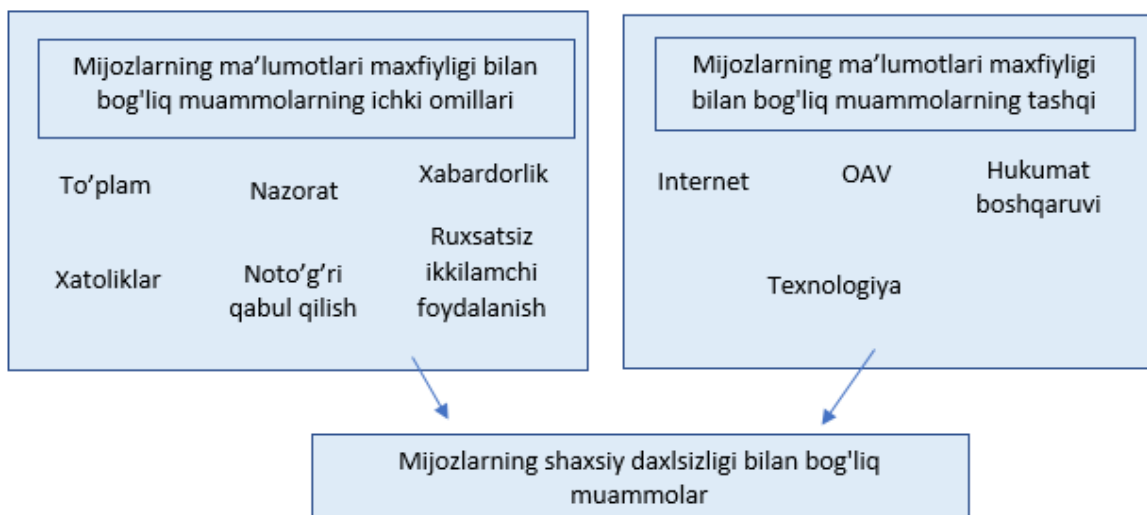 Mijozlarning ma’lumotlari maxfiyligi bilan
bog'liq muammolarning ichki omillari
To’plam
Nazorat
Xabardorlik
Xatoliklar
Noto’g’ri
qabul qilish
Ruxsatsiz
ikkilamchi
foydalanish
Mijozlarning ma’lumotlari maxfiyligi
bilan bog'liq muammolarning tashqi
Internet
OAV
Hukumat
boshqaruvi
Texnologiya
Mijozlarning shaxsiy daxlsizligi bilan bog'liq
muammolar